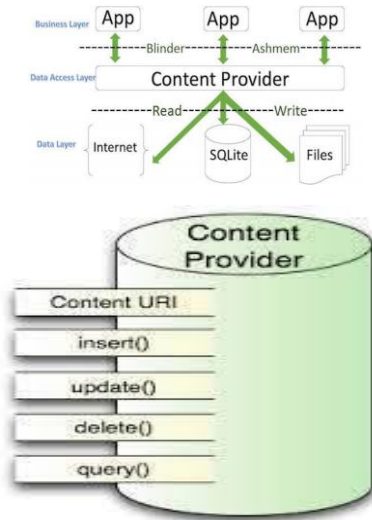 Business Layer
App App App
Blinder Ashmem
Data Access Layer Content Provider
Read Write
Data Layer Internet SQLite Files
Content
Provider
Content URI
insert()
update()
delete()
query()